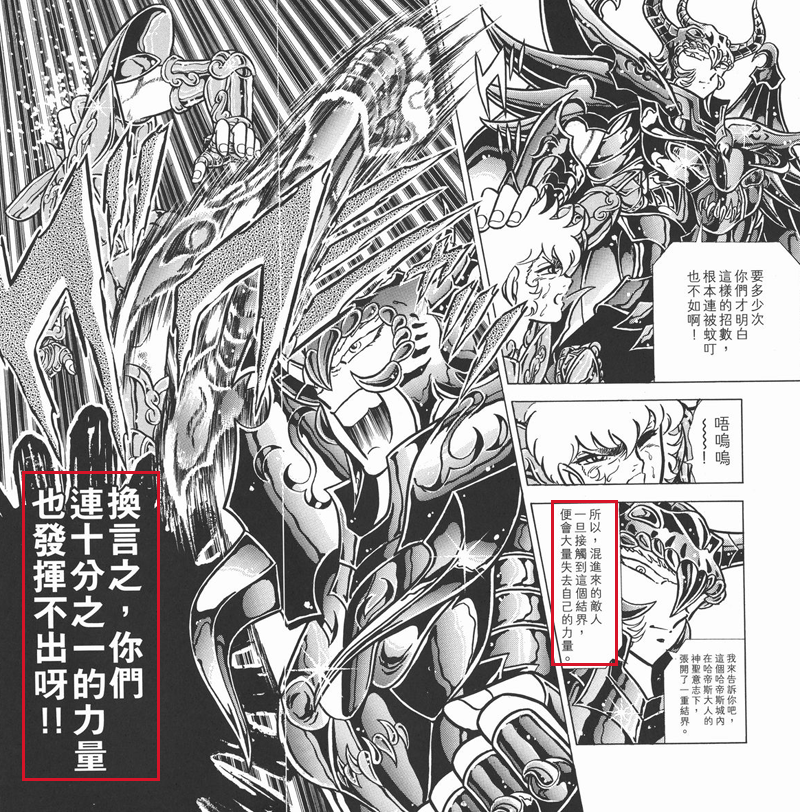 要多少次
你們才明白
這樣的招數，
根本連被蚊叮
也不如啊！
唔嗚嗚
~~~！
我來告訴你吧，
這個哈帝斯城內
在哈帝斯大人的
神聖意志下，
張開了一重結界。
所以，混進來的敵人
一旦接觸到這個結界，
便會大量失去自己的力量。
換言之，你們
連十分之一的力量
也發揮不出呀!!